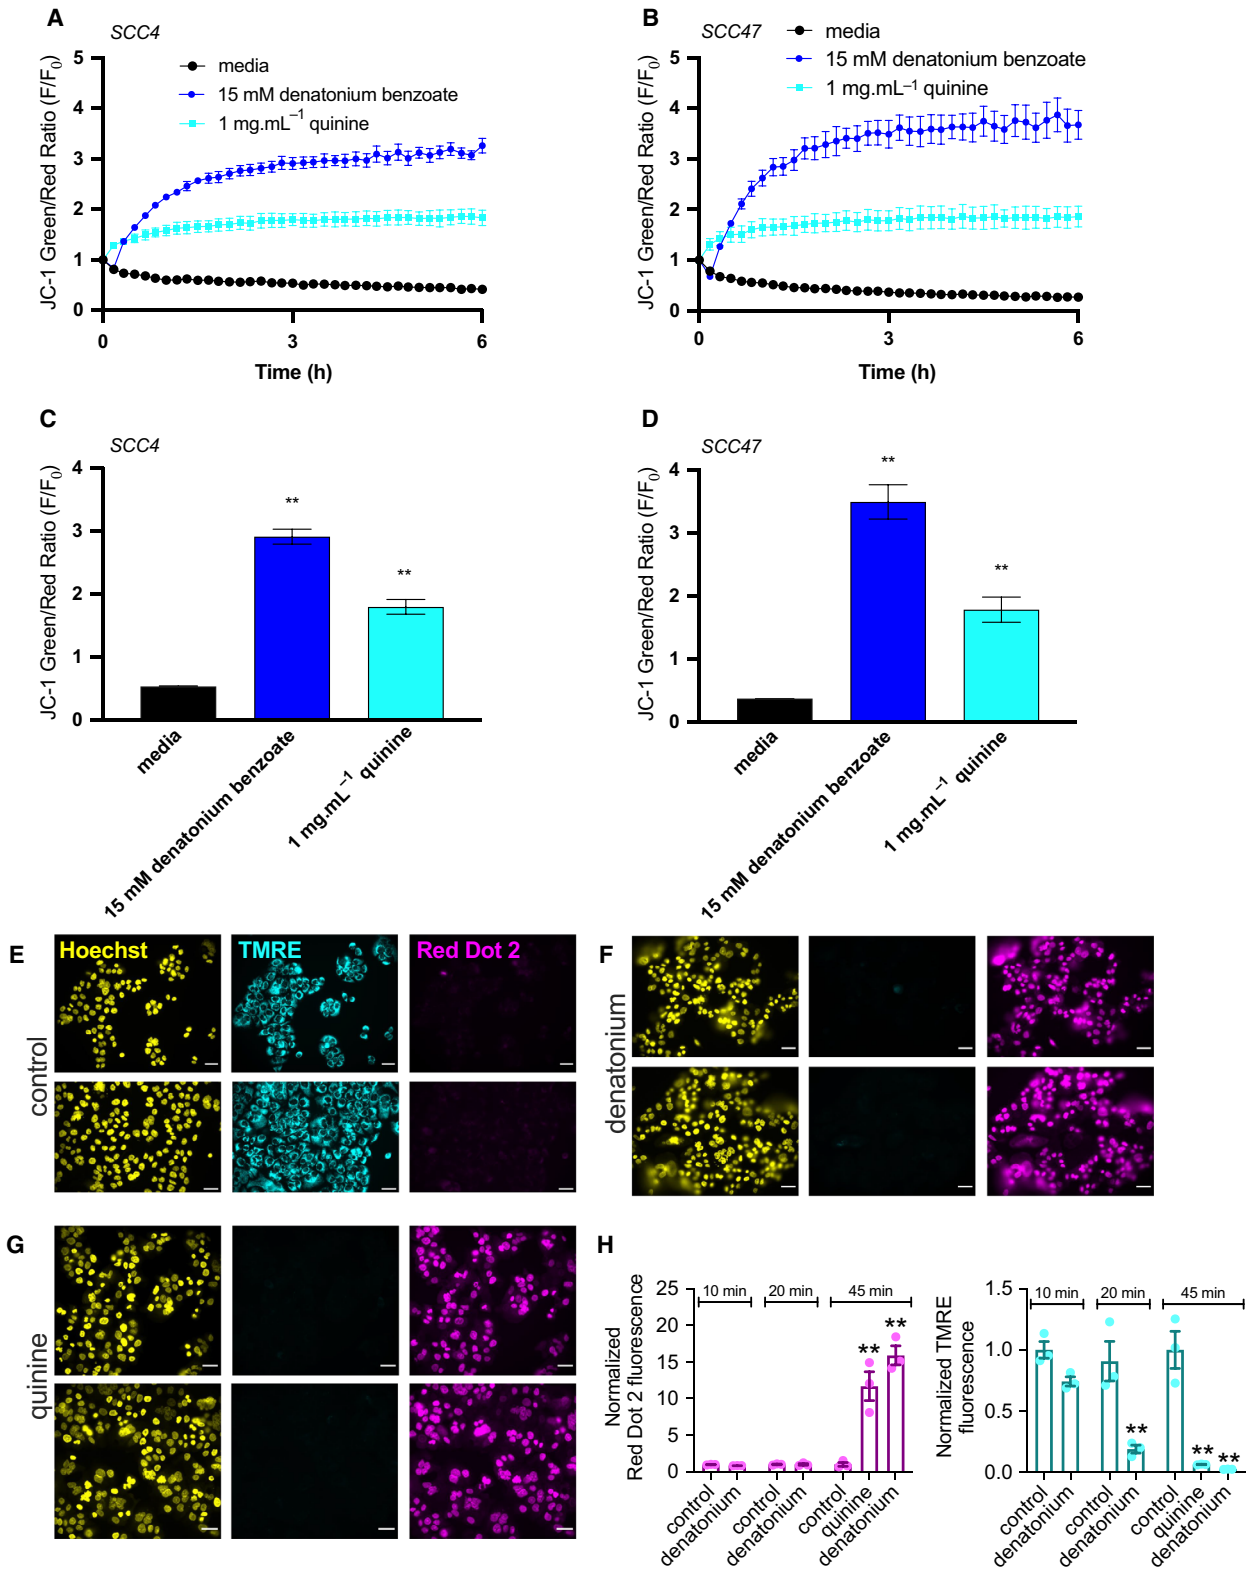 A
SCC4
media
15 mM denatonium benzoate
1 mg.mL⁻¹ quinine
JC-1 Green/Red Ratio (F/F₀)
5
4
3
2
1
0
0
3
6
Time (h)
B
SCC47
media
15 mM denatonium benzoate
1 mg.mL⁻¹ quinine
JC-1 Green/Red Ratio (F/F₀)
5
4
3
2
1
0
0
3
6
Time (h)
C
SCC4
JC-1 Green/Red Ratio (F/F₀)
4
3
2
1
0
**
**
media
15 mM denatonium benzoate
1 mg.mL⁻¹ quinine
D
SCC47
JC-1 Green/Red Ratio (F/F₀)
4
3
2
1
0
**
**
media
15 mM denatonium benzoate
1 mg.mL⁻¹ quinine
E
control
Hoechst
TMRE
Red Dot 2
F
denatonium
G
quinine
H
Normalized
Red Dot 2 fluorescence
25
20
15
10
5
0
10 min
20 min
45 min
**
**
control
denatonium
control
denatonium
control
quinine
denatonium
Normalized TMRE
fluorescence
1.5
1.0
0.5
0.0
10 min
20 min
45 min
**
**
**
control
denatonium
control
denatonium
control
quinine
denatonium